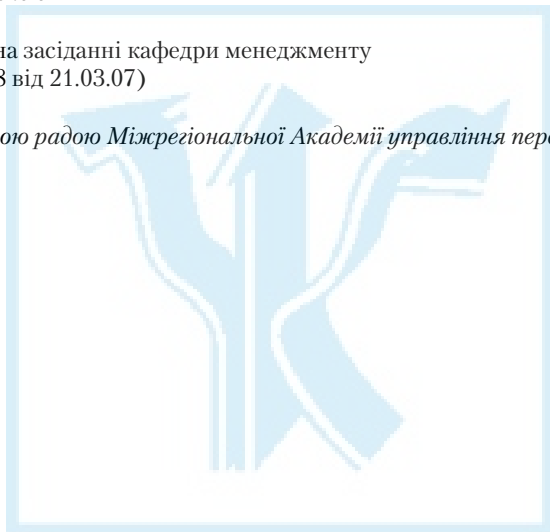 на засіданні кафедри менеджменту
8 від 21.03.07)
ою радою Міжрегіональної Академії управління пер